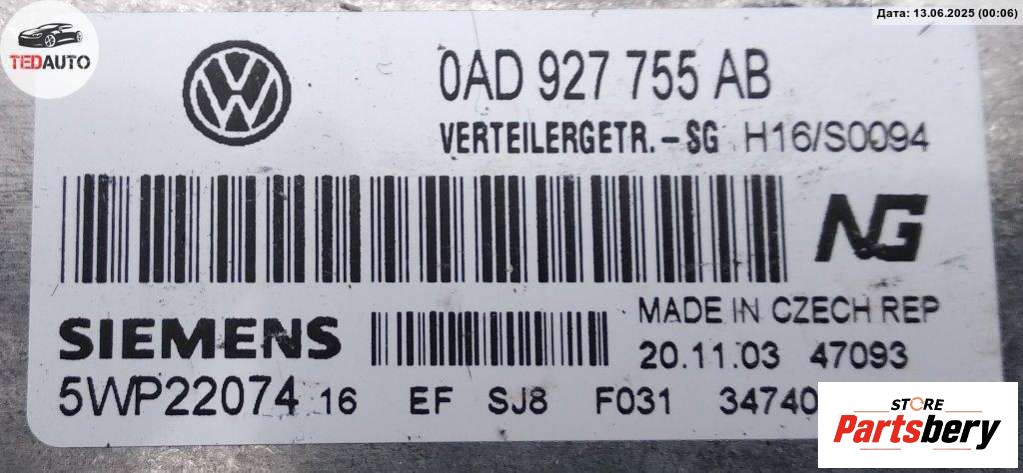 Дата: 13.06.2025 (00:06)
TEDAUTO
0AD 927 755 AB
VERTEILERGETR.-SG H16/S0094
NG
MADE IN CZECH REP
SIEMENS
20.11.03 47093
5WP22074 16 EF SJ8 F031 34740
STORE
Partsbery